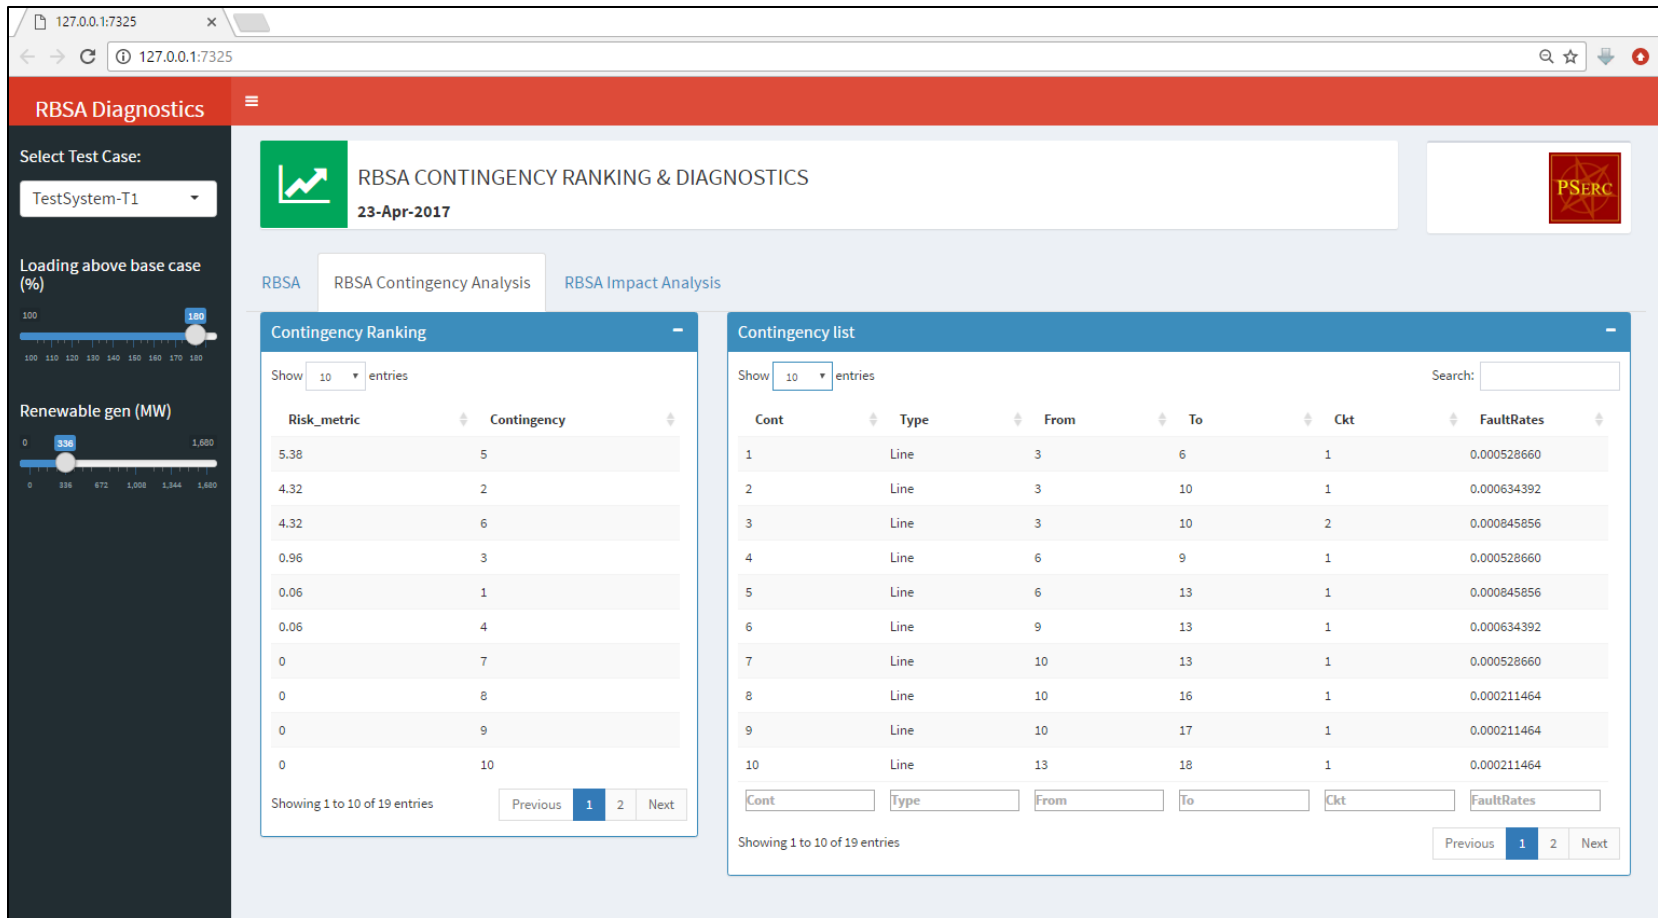 127.0.0.1:7325
127.0.0.1:7325
RBSA Diagnostics
Select Test Case:
TestSystem-T1
Loading above base case
(%)
100 180
100 110 120 130 140 150 160 170 180
Renewable gen (MW)
0 336 1,680
0 336 672 1,008 1,344 1,680
RBSA CONTINGENCY RANKING & DIAGNOSTICS
23-Apr-2017
PSERC
RBSA RBSA Contingency Analysis RBSA Impact Analysis
Contingency Ranking
Show 10 entries
Risk_metric Contingency
5.38 5
4.32 2
4.32 6
0.96 3
0.06 1
0.06 4
0 7
0 8
0 9
0 10
Showing 1 to 10 of 19 entries Previous 1 2 Next
Contingency list
Show 10 entries Search:
Cont Type From To Ckt FaultRates
1 Line 3 6 1 0.000528660
2 Line 3 10 1 0.000634392
3 Line 3 10 2 0.000845856
4 Line 6 9 1 0.000528660
5 Line 6 13 1 0.000845856
6 Line 9 13 1 0.000634392
7 Line 10 13 1 0.000528660
8 Line 10 16 1 0.000211464
9 Line 10 17 1 0.000211464
10 Line 13 18 1 0.000211464
Cont Type From To Ckt FaultRates
Showing 1 to 10 of 19 entries Previous 1 2 Next